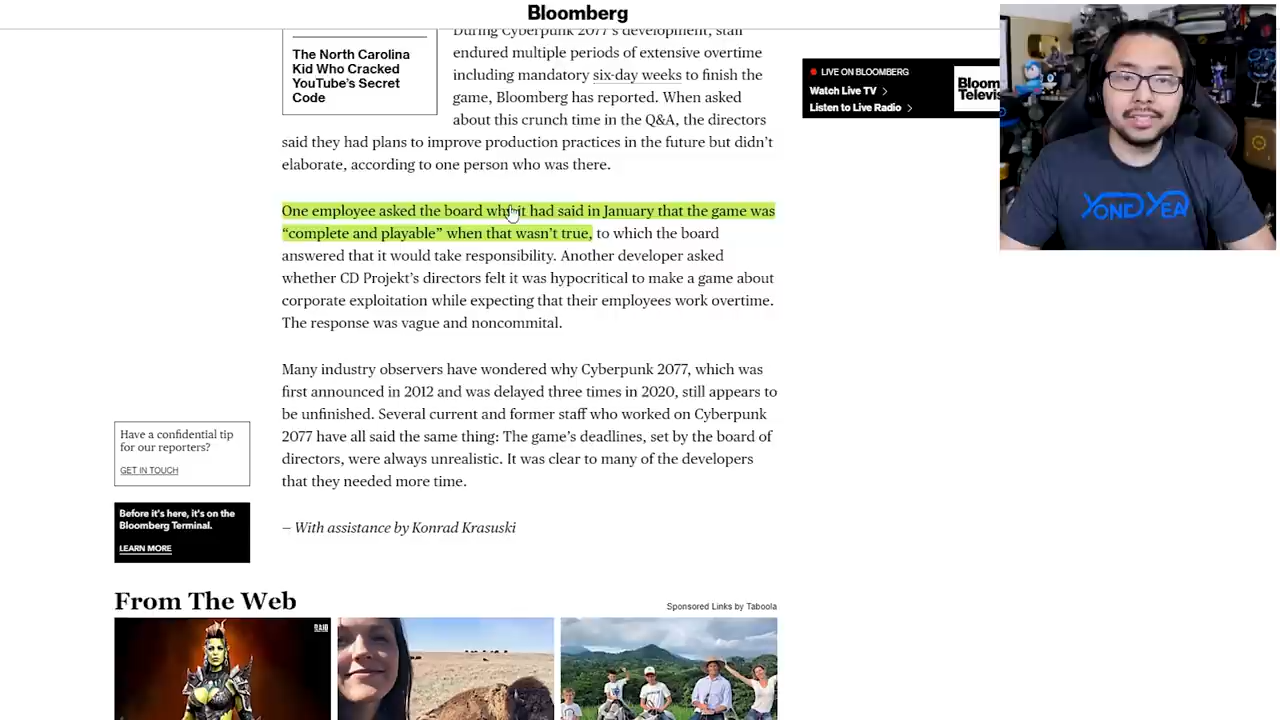 Bloomberg
The North Carolina
Kid Who Cracked
YouTube's Secret
Code
During Cyberpunk 2077's development, staff
endured multiple periods of extensive overtime
including mandatory six-day weeks to finish the
game, Bloomberg has reported. When asked
about this crunch time in the Q&A, the directors
said they had plans to improve production practices in the future but didn't
elaborate, according to one person who was there.
One employee asked the board why it had said in January that the game was
“complete and playable” when that wasn't true, to which the board
answered that it would take responsibility. Another developer asked
whether CD Projekt's directors felt it was hypocritical to make a game about
corporate exploitation while expecting that their employees work overtime.
The response was vague and noncommital.
Many industry observers have wondered why Cyberpunk 2077, which was
first announced in 2012 and was delayed three times in 2020, still appears to
be unfinished. Several current and former staff who worked on Cyberpunk
2077 have all said the same thing: The game's deadlines, set by the board of
directors, were always unrealistic. It was clear to many of the developers
that they needed more time.
– With assistance by Konrad Krasuski
Have a confidential tip
for our reporters?
GET IN TOUCH
Before it's here, it's on the
Bloomberg Terminal.
LEARN MORE
LIVE ON BLOOMBERG
Watch Live TV
Listen to Live Radio
YONG YEA
From The Web
Sponsored Links by Taboola
RAID